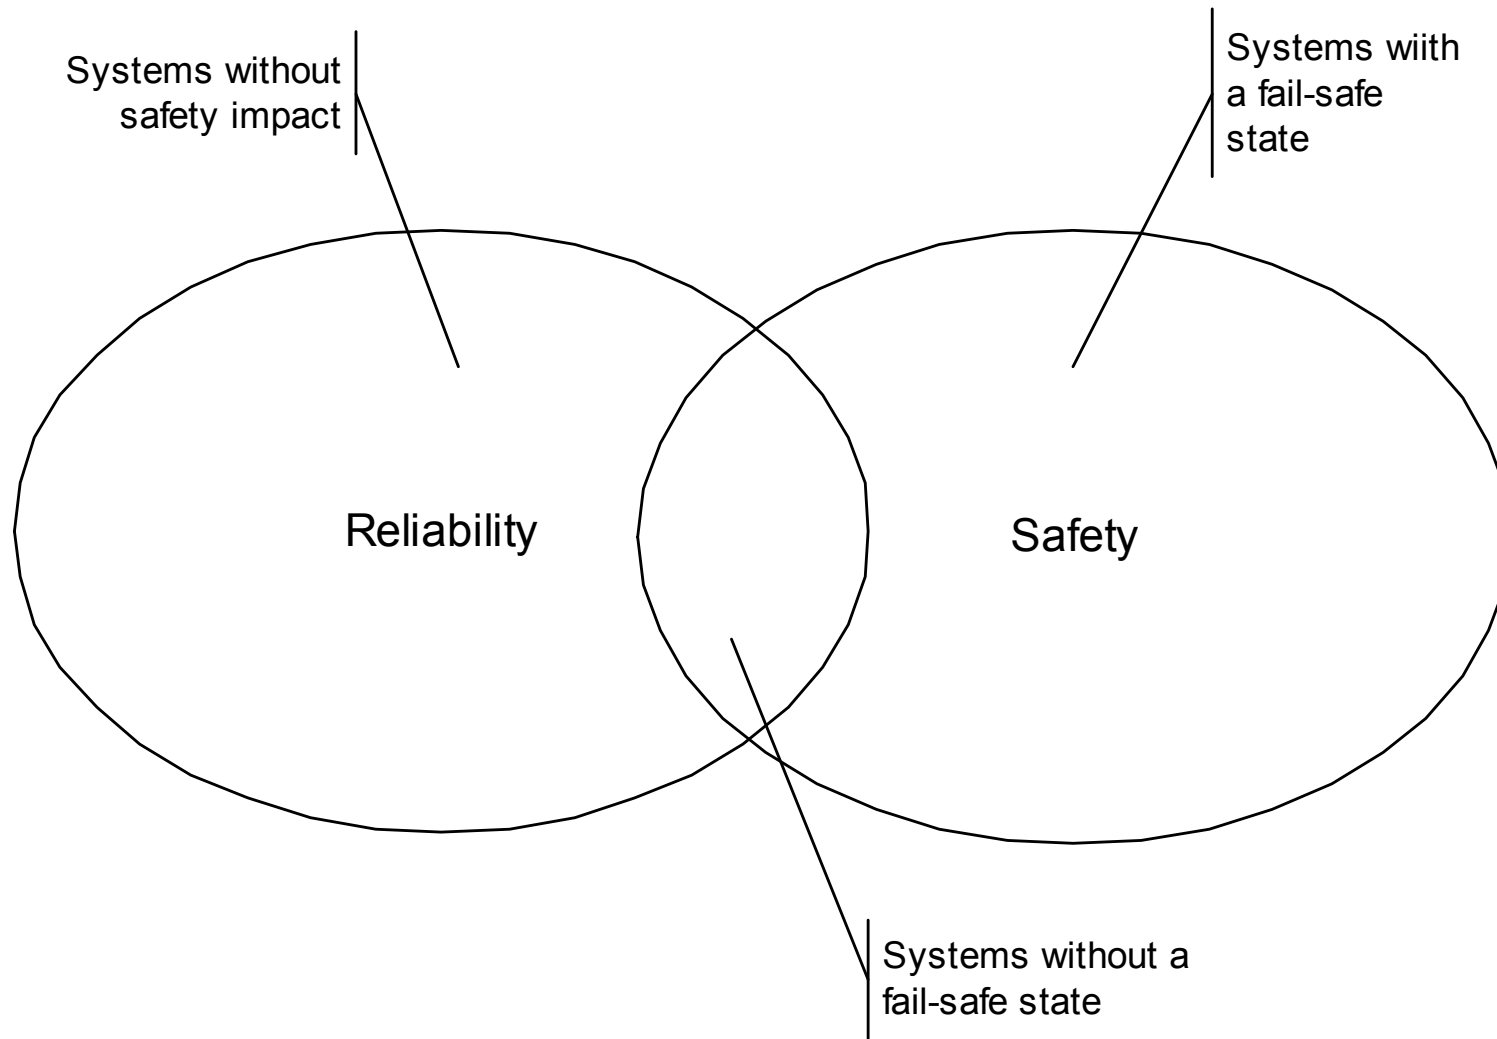 Systems without
safety impact
Systems wiith
a fail-safe
state
Reliability
Safety
Systems without a
fail-safe state